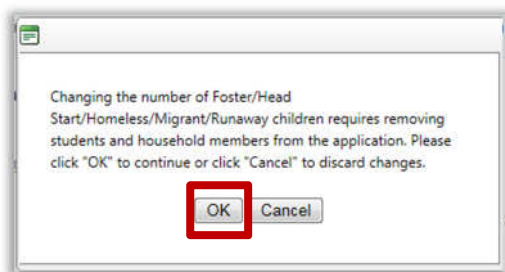 Changing the number of Foster/Head
Start/Homeless/Migrant/Runaway children requires removing
students and household members from the application. Please
click "OK" to continue or click "Cancel" to discard changes.
OK Cancel